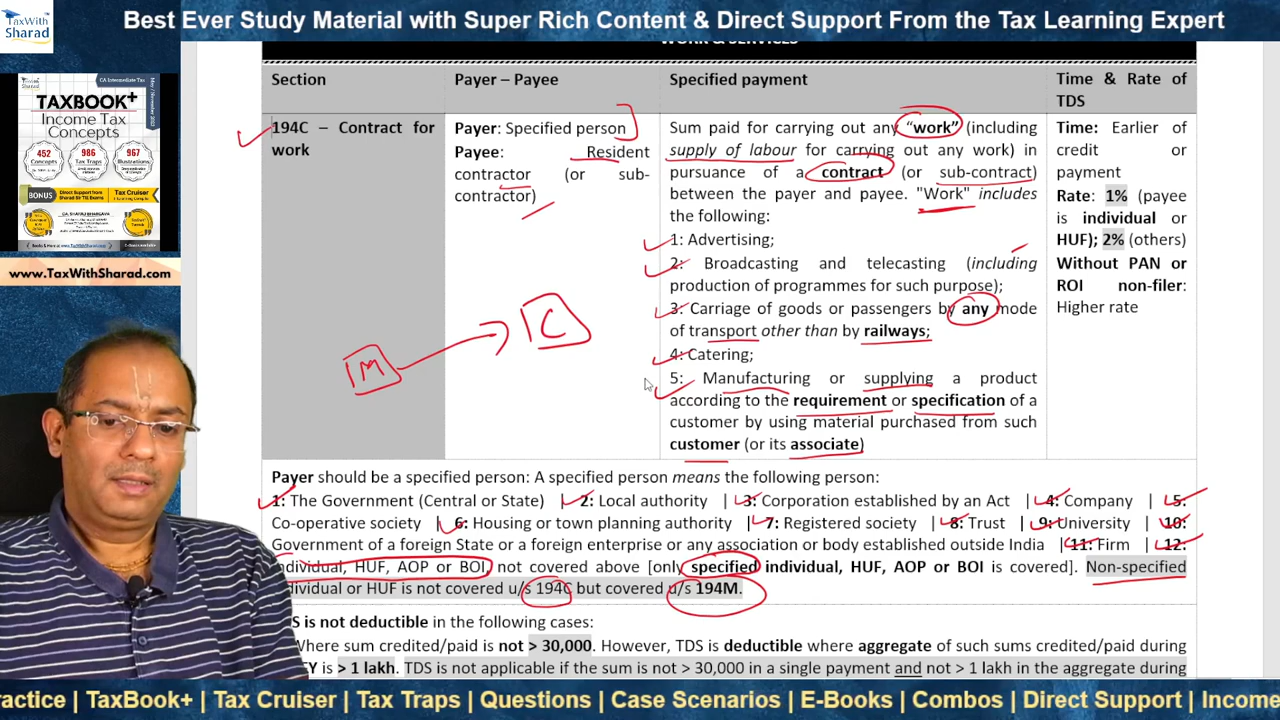 Best Ever Study Material with Super Rich Content & Direct Support From the Tax Learning Expert
TaxWith
Sharad
WORK & SERVICES
CA Intermediate Tax
TAXBOOK+
Income Tax
Concepts
452
Concepts
986
Tax Traps
967
Illustrations
BONUS
Tax Cruiser
www.TaxWithSharad.com
Section
Payer – Payee
Specified payment
Time & Rate of
TDS
194C – Contract for
work
Payer: Specified person
Payee: Resident
contractor (or sub-
contractor)
Sum paid for carrying out any "work" (including
supply of labour for carrying out any work) in
pursuance of a contract (or sub-contract)
between the payer and payee. "Work" includes
the following:
1: Advertising;
2: Broadcasting and telecasting (including
production of programmes for such purpose);
3: Carriage of goods or passengers by any mode
of transport other than by railways;
4: Catering;
5: Manufacturing or supplying a product
according to the requirement or specification of a
customer by using material purchased from such
customer (or its associate)
Time: Earlier of
credit or
payment
Rate: 1% (payee
is individual or
HUF); 2% (others)
Without PAN or
ROI non-filer:
Higher rate
M
C
Payer should be a specified person: A specified person means the following person:
1: The Government (Central or State) | 2: Local authority | 3: Corporation established by an Act | 4: Company | 5:
Co-operative society | 6: Housing or town planning authority | 7: Registered society | 8: Trust | 9: University | 10:
Government of a foreign State or a foreign enterprise or any association or body established outside India | 11: Firm | 12:
Individual, HUF, AOP or BOI not covered above [only specified individual, HUF, AOP or BOI is covered]. Non-specified
individual or HUF is not covered u/s 194C but covered u/s 194M.
TDS is not deductible in the following cases:
Where sum credited/paid is not > 30,000. However, TDS is deductible where aggregate of such sums credited/paid during
> 1 lakh. TDS is not applicable if the sum is not > 30,000 in a single payment and not > 1 lakh in the aggregate during
ractice | TaxBook+ | Tax Cruiser | Tax Traps | Questions | Case Scenarios | E-Books | Combos | Direct Support | Income